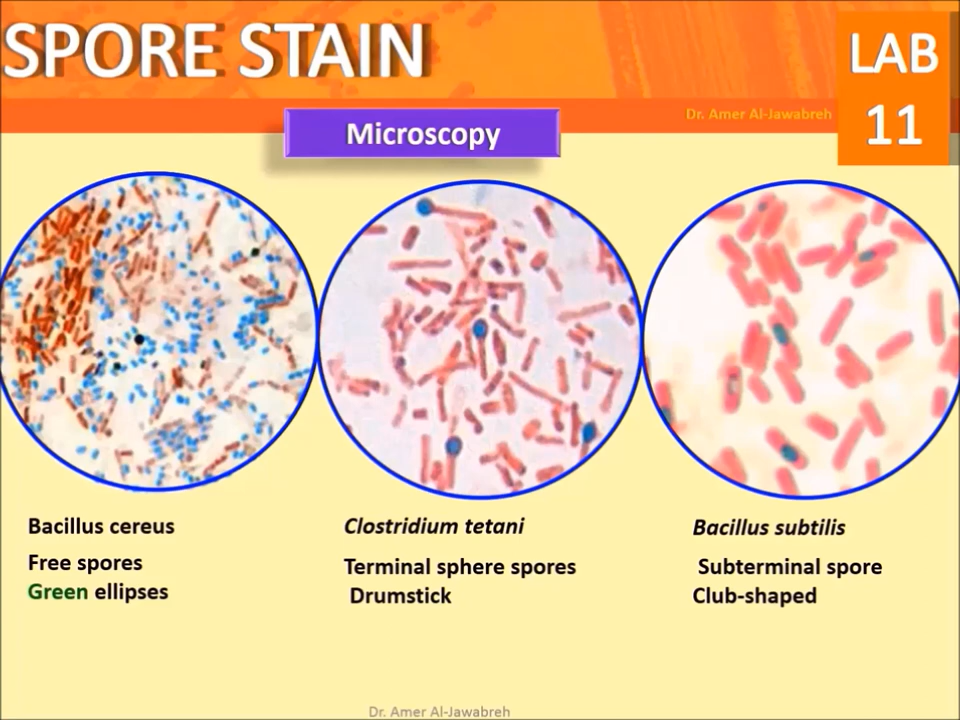 SPORE STAIN
LAB
11
Dr. Amer Al-Jawabreh
Microscopy
Bacillus cereus
Free spores
Green ellipses
Clostridium tetani
Terminal sphere spores
Drumstick
Bacillus subtilis
Subterminal spore
Club-shaped
Dr. Amer Al-Jawabreh